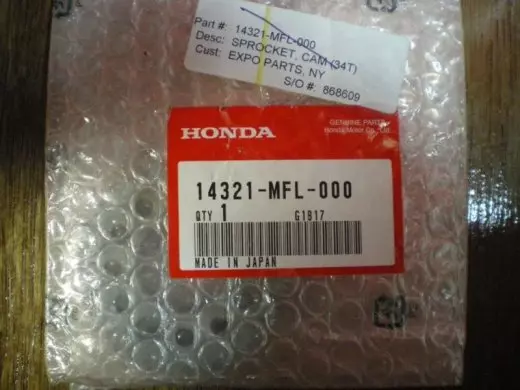 Part #: 14321-MFL-000
Desc: SPROCKET, CAM (34T)
Cust: EXPO PARTS, NY
S/O #: 868609
HONDA
GENUINE PARTS
Honda Motor Co., Ltd.
14321-MFL-000
QTY 1 G1B17
MADE IN JAPAN